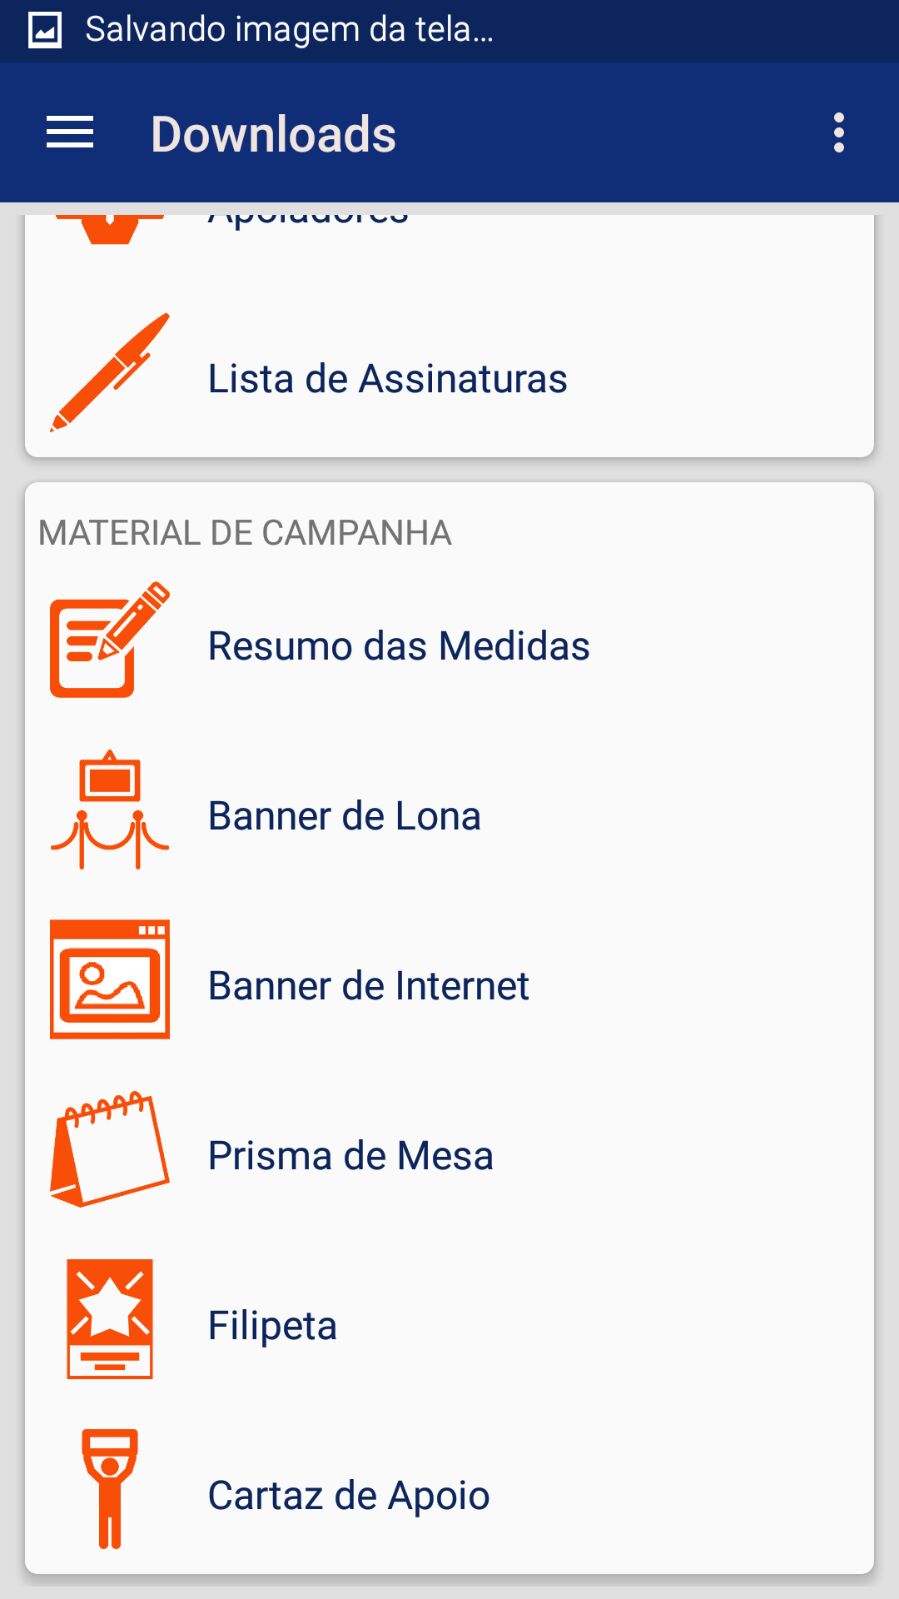 Salvando imagem da tela...
Downloads
Apoiadores
Lista de Assinaturas
MATERIAL DE CAMPANHA
Resumo das Medidas
Banner de Lona
Banner de Internet
Prisma de Mesa
Filipeta
Cartaz de Apoio